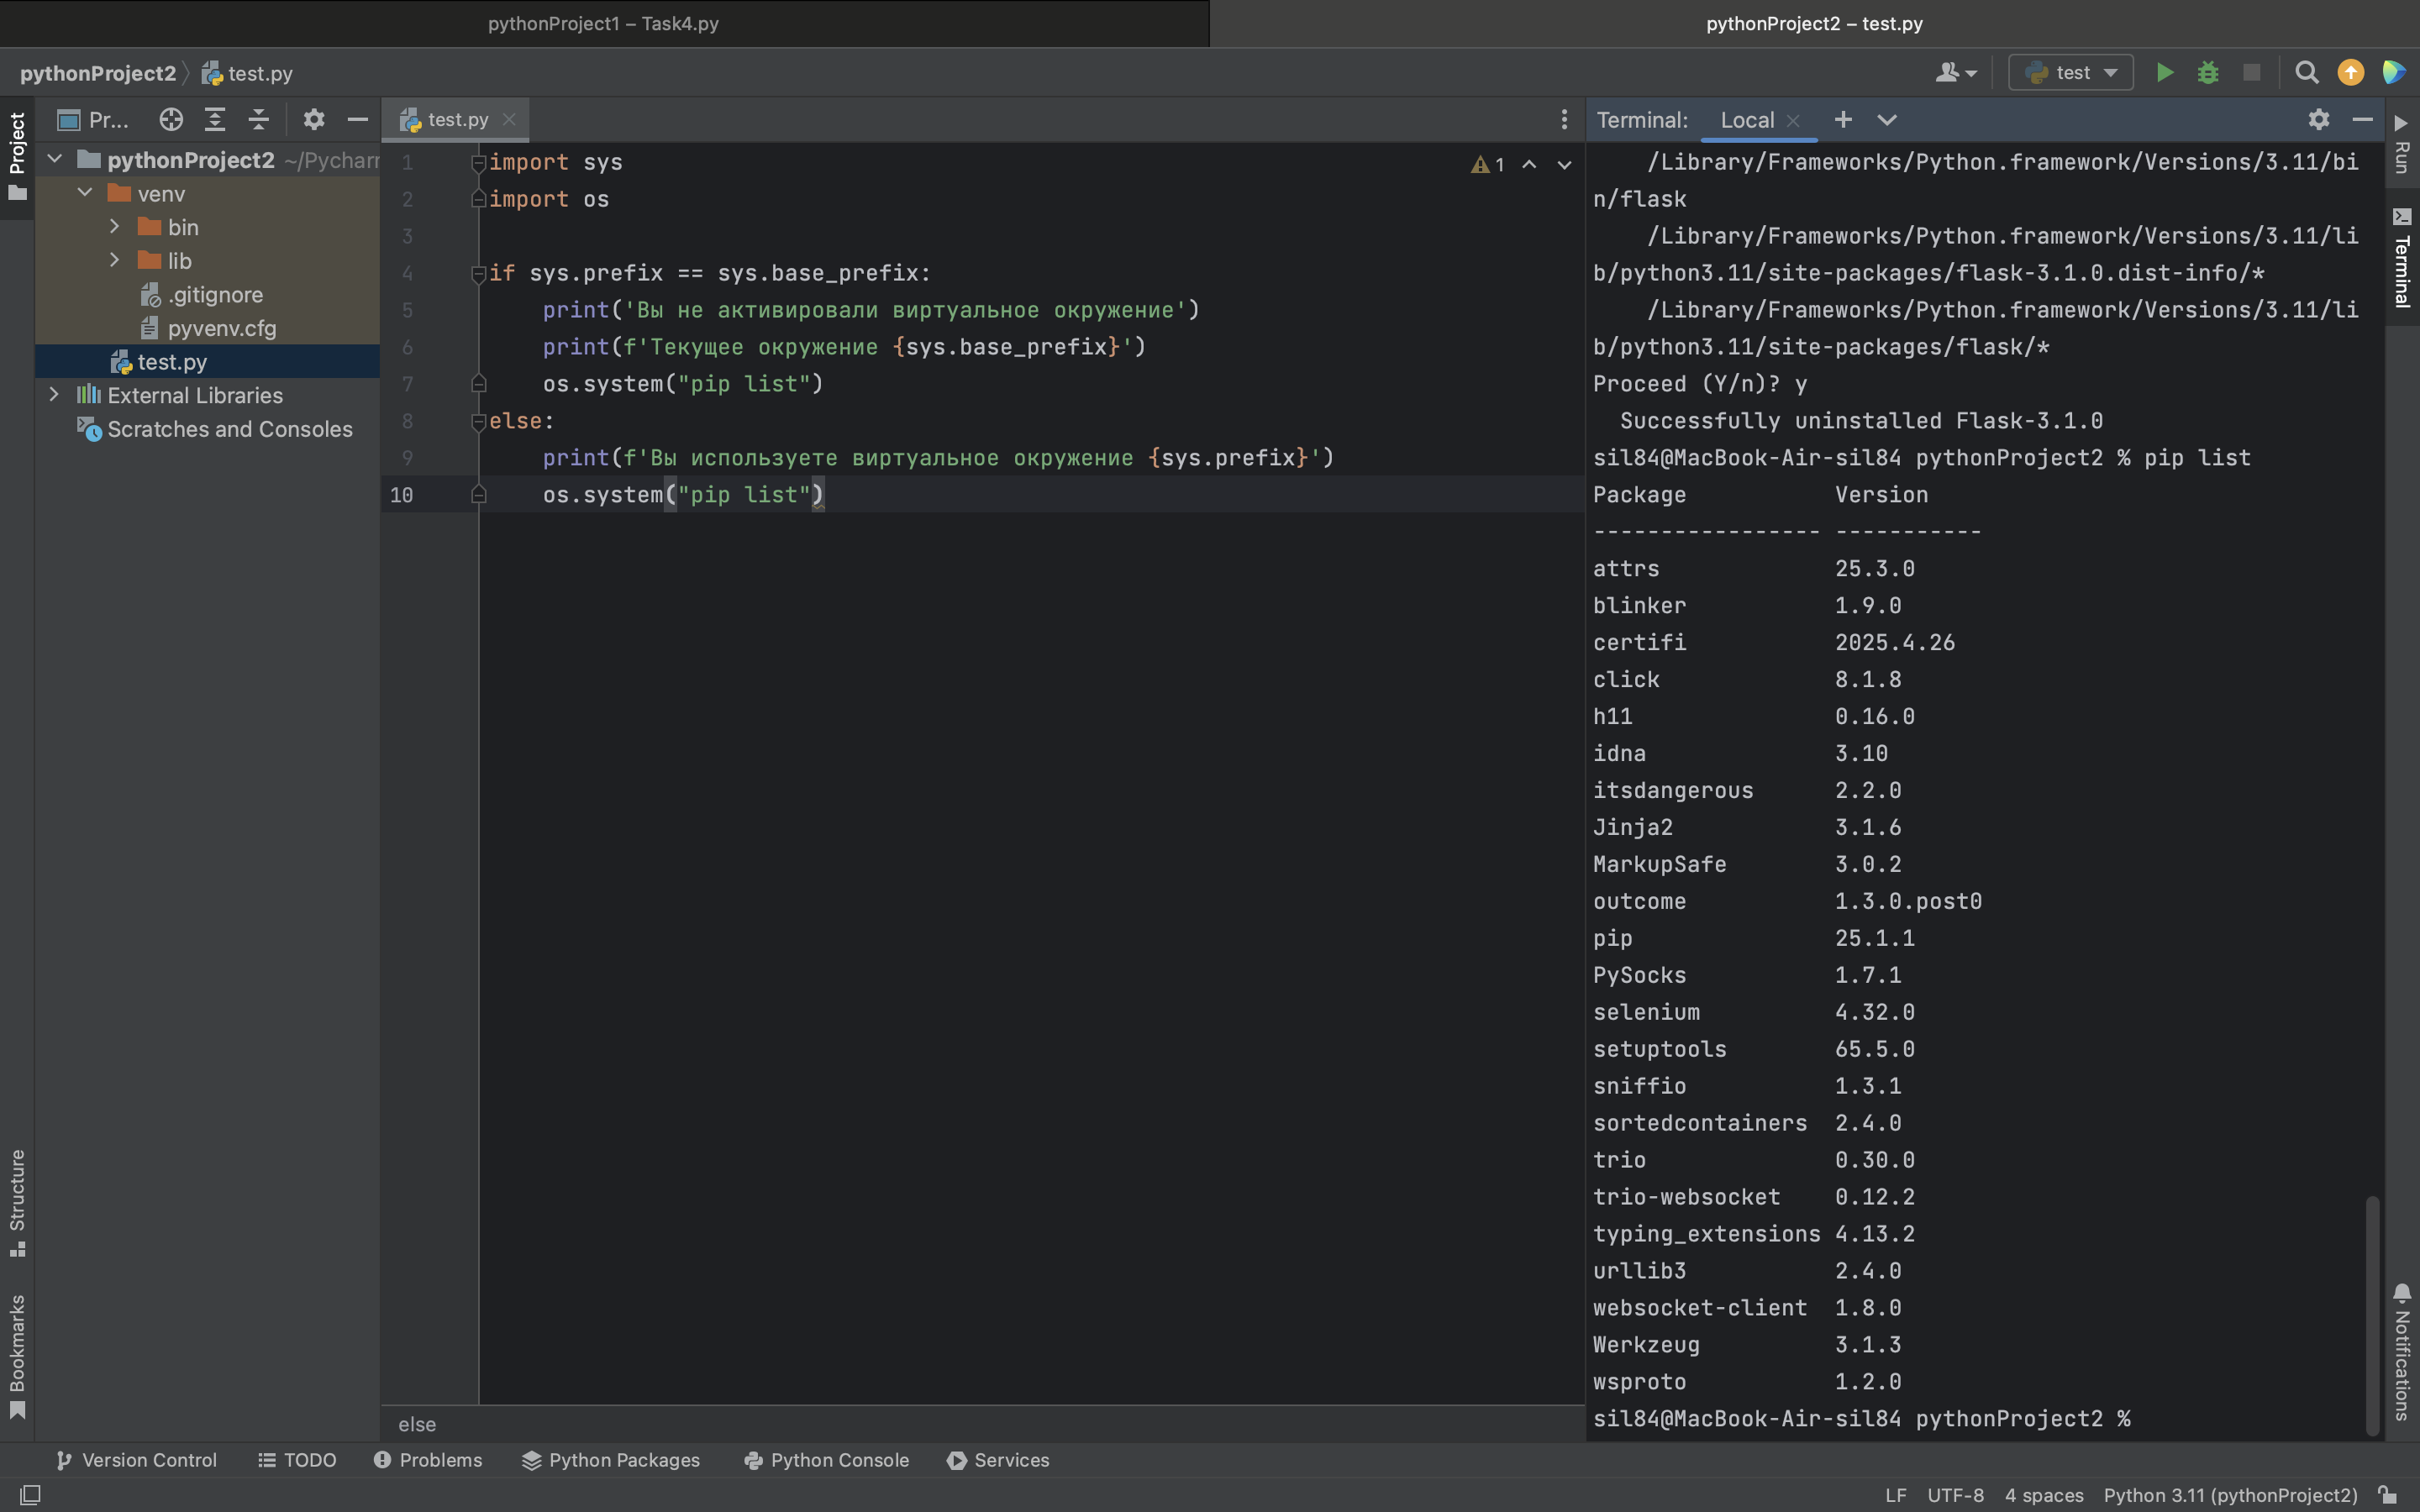 pythonProject1 – Task4.py
pythonProject2 – test.py
pythonProject2
test.py
test
Project
Pr...
test.py
Terminal:
Local
Run
Terminal
Notifications
Structure
Bookmarks
pythonProject2 ~/Pycharr
venv
bin
lib
.gitignore
pyvenv.cfg
test.py
External Libraries
Scratches and Consoles
1 import sys
2 import os
3
4 if sys.prefix == sys.base_prefix:
5     print('Вы не активировали виртуальное окружение')
6     print(f'Текущее окружение {sys.base_prefix}')
7     os.system("pip list")
8 else:
9     print(f'Вы используете виртуальное окружение {sys.prefix}')
10     os.system("pip list")
1
else
    /Library/Frameworks/Python.framework/Versions/3.11/bi
n/flask
    /Library/Frameworks/Python.framework/Versions/3.11/li
b/python3.11/site-packages/flask-3.1.0.dist-info/*
    /Library/Frameworks/Python.framework/Versions/3.11/li
b/python3.11/site-packages/flask/*
Proceed (Y/n)? y
  Successfully uninstalled Flask-3.1.0
sil84@MacBook-Air-sil84 pythonProject2 % pip list
Package           Version
----------------- -----------
attrs             25.3.0
blinker           1.9.0
certifi           2025.4.26
click             8.1.8
h11               0.16.0
idna              3.10
itsdangerous      2.2.0
Jinja2            3.1.6
MarkupSafe        3.0.2
outcome           1.3.0.post0
pip               25.1.1
PySocks           1.7.1
selenium          4.32.0
setuptools        65.5.0
sniffio           1.3.1
sortedcontainers  2.4.0
trio              0.30.0
trio-websocket    0.12.2
typing_extensions 4.13.2
urllib3           2.4.0
websocket-client  1.8.0
Werkzeug          3.1.3
wsproto           1.2.0
sil84@MacBook-Air-sil84 pythonProject2 %
Version Control
TODO
Problems
Python Packages
Python Console
Services
LF
UTF-8
4 spaces
Python 3.11 (pythonProject2)